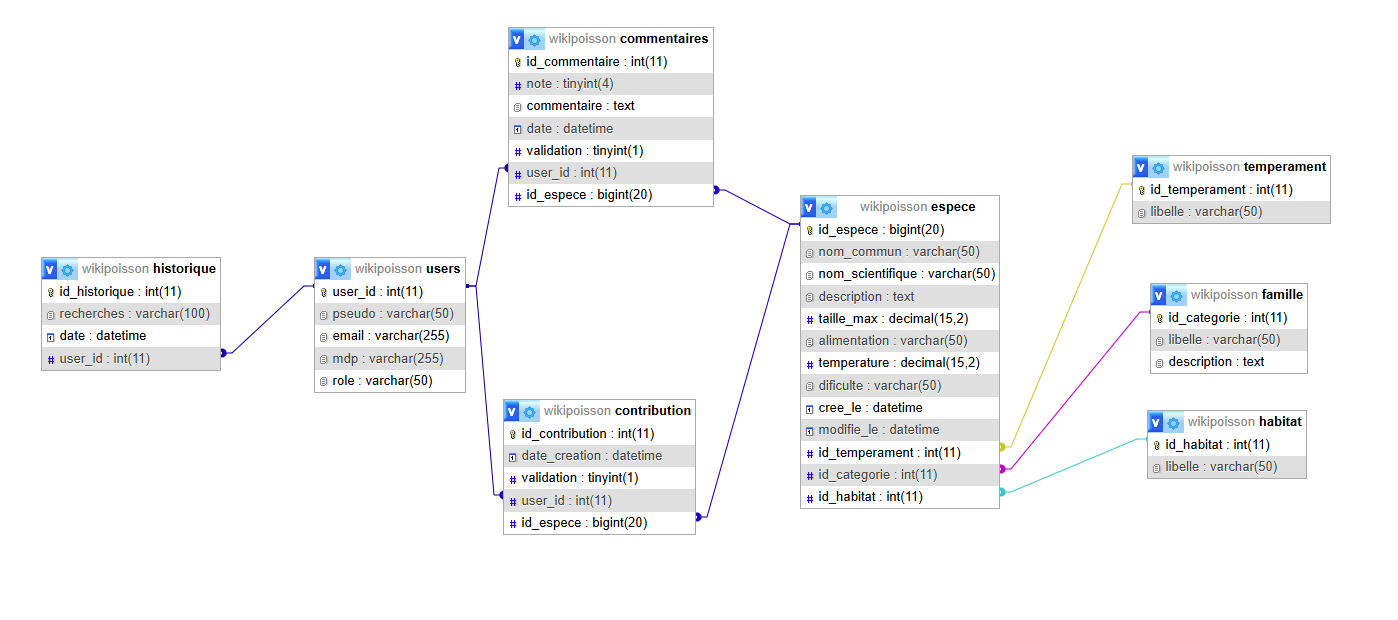 wikipoisson commentaires
id_commentaire : int(11)
note : tinyint(4)
commentaire : text
date : datetime
validation : tinyint(1)
user_id : int(11)
id_espece : bigint(20)
wikipoisson historique
id_historique : int(11)
recherches : varchar(100)
date : datetime
user_id : int(11)
wikipoisson users
user_id : int(11)
pseudo : varchar(50)
email : varchar(255)
mdp : varchar(255)
role : varchar(50)
wikipoisson contribution
id_contribution : int(11)
date_creation : datetime
validation : tinyint(1)
user_id : int(11)
id_espece : bigint(20)
wikipoisson espece
id_espece : bigint(20)
nom_commun : varchar(50)
nom_scientifique : varchar(50)
description : text
taille_max : decimal(15,2)
alimentation : varchar(50)
temperature : decimal(15,2)
dificulte : varchar(50)
cree_le : datetime
modifie_le : datetime
id_temperament : int(11)
id_categorie : int(11)
id_habitat : int(11)
wikipoisson temperament
id_temperament : int(11)
libelle : varchar(50)
wikipoisson famille
id_categorie : int(11)
libelle : varchar(50)
description : text
wikipoisson habitat
id_habitat : int(11)
libelle : varchar(50)